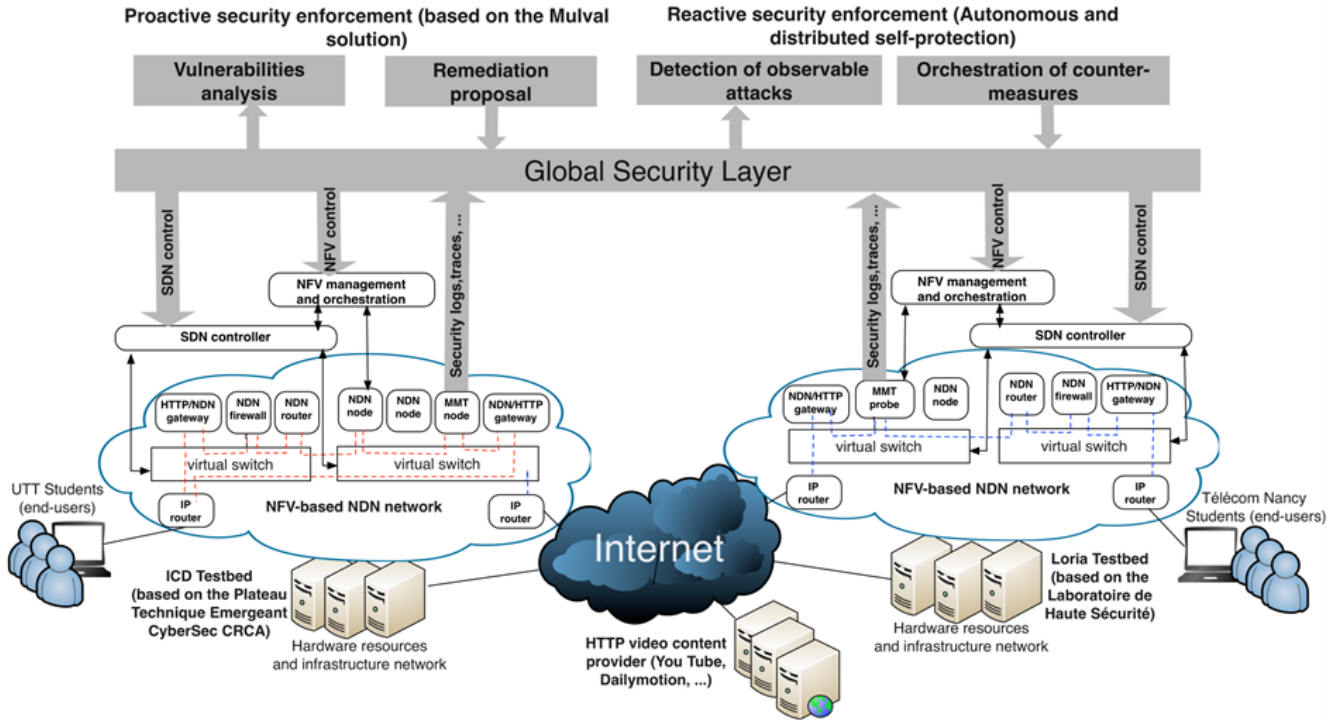 Proactive security enforcement (based on the Mulval
solution)
Reactive security enforcement (Autonomous and
distributed self-protection)
Vulnerabilities
analysis
Remediation
proposal
Detection of observable
attacks
Orchestration of counter-
measures
Global Security Layer
SDN control
NFV control
Security logs,traces, ...
Security logs,traces, ...
NFV control
SDN control
NFV management
and orchestration
SDN controller
NFV management
and orchestration
SDN controller
HTTP/NDN
gateway
NDN
firewall
NDN
router
NDN
node
NDN
node
MMT
node
NDN/HTTP
gateway
virtual switch
virtual switch
IP
router
NFV-based NDN network
IP
router
NDN/HTTP
gateway
MMT
probe
NDN
node
NDN
router
NDN
firewall
HTTP/NDN
gateway
virtual switch
virtual switch
IP
router
NFV-based NDN network
IP
router
UTT Students
(end-users)
Internet
Télécom Nancy
Students (end-users)
ICD Testbed
(based on the Plateau
Technique Emergeant
CyberSec CRCA)
Hardware resources
and infrastructure network
HTTP video content
provider (You Tube,
Dailymotion, ...)
Hardware resources
and infrastructure network
Loria Testbed
(based on the
Laboratoire de
Haute Sécurité)